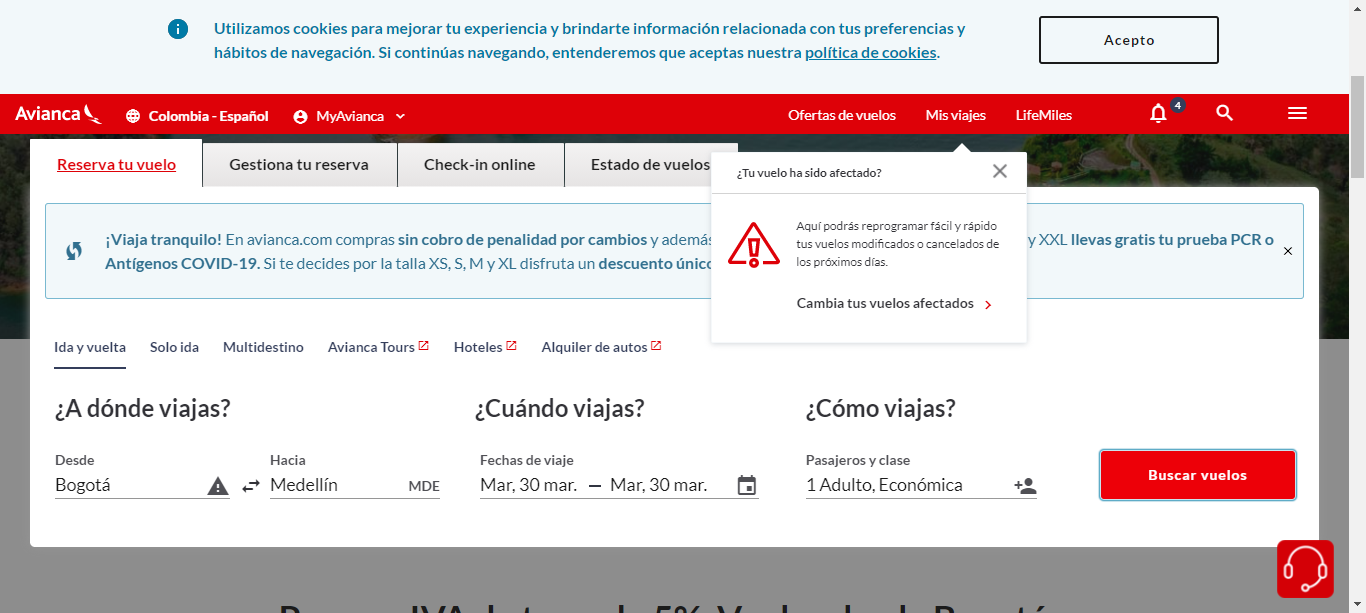 Utilizamos cookies para mejorar tu experiencia y brindarte información relacionada con tus preferencias y
hábitos de navegación. Si continúas navegando, entenderemos que aceptas nuestra política de cookies.
Acepto
Avianca
Colombia - Español
MyAvianca
Ofertas de vuelos
Mis viajes
LifeMiles
4
Reserva tu vuelo
Gestiona tu reserva
Check-in online
Estado de vuelos
¿Tu vuelo ha sido afectado?
Aquí podrás reprogramar fácil y rápido
tus vuelos modificados o cancelados de
los próximos días.
Cambia tus vuelos afectados
¡Viaja tranquilo! En avianca.com compras sin cobro de penalidad por cambios y además y XXL llevas gratis tu prueba PCR o
Antígenos COVID-19. Si te decides por la talla XS, S, M y XL disfruta un descuento único
Ida y vuelta
Solo ida
Multidestino
Avianca Tours
Hoteles
Alquiler de autos
¿A dónde viajas?
¿Cuándo viajas?
¿Cómo viajas?
Desde
Bogotá
Hacia
Medellín MDE
Fechas de viaje
Mar, 30 mar. — Mar, 30 mar.
Pasajeros y clase
1 Adulto, Económica
Buscar vuelos